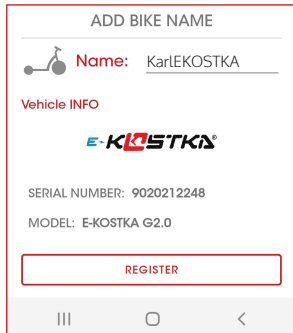 ADD BIKE NAME
Name: KarlEKOSTKA
Vehicle INFO
E-KOSTKA®
SERIAL NUMBER: 9020212248
MODEL: E-KOSTKA G2.0
REGISTER